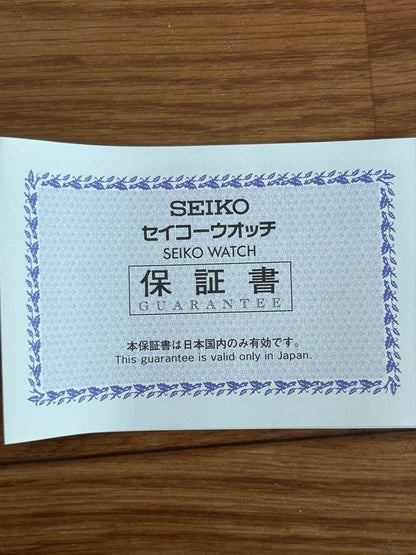 SEIKO
セイコーウオッチ
SEIKO WATCH
保証書
GUARANTEE
本保証書は日本国内のみ有効です。
This guarantee is valid only in Japan.